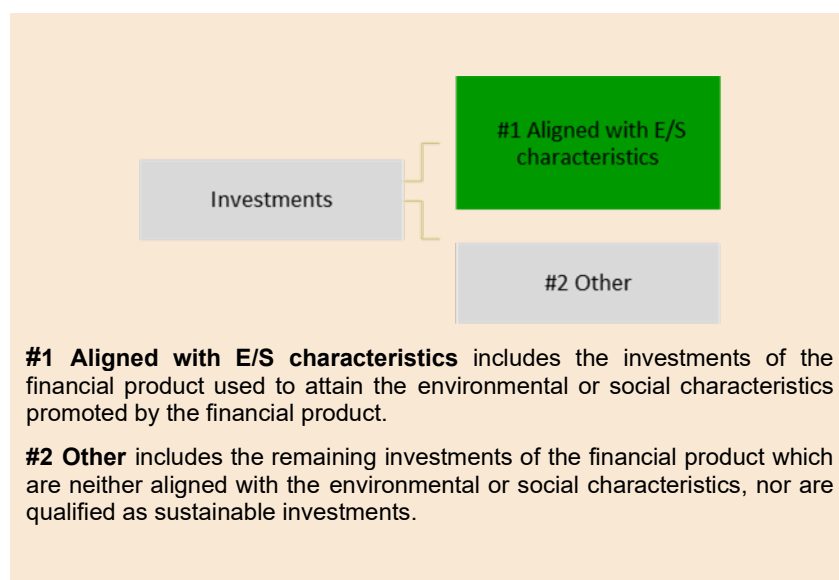 #1 Aligned with E/S
characteristics
Investments
#2 Other
#1 Aligned with E/S characteristics includes the investments of the
financial product used to attain the environmental or social characteristics
promoted by the financial product.
#2 Other includes the remaining investments of the financial product which
are neither aligned with the environmental or social characteristics, nor are
qualified as sustainable investments.